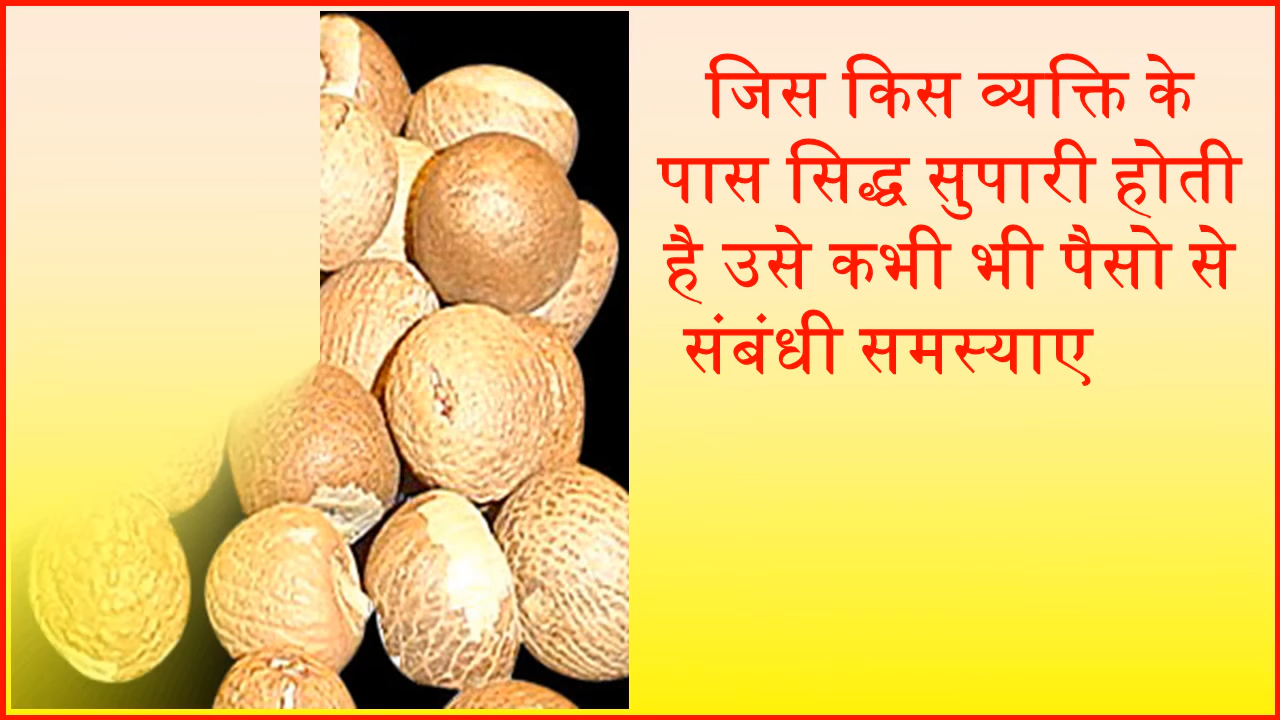 जिस किस व्यक्ति के
पास सिद्ध सुपारी होती
है उसे कभी भी पैसो से
संबंधी समस्याए